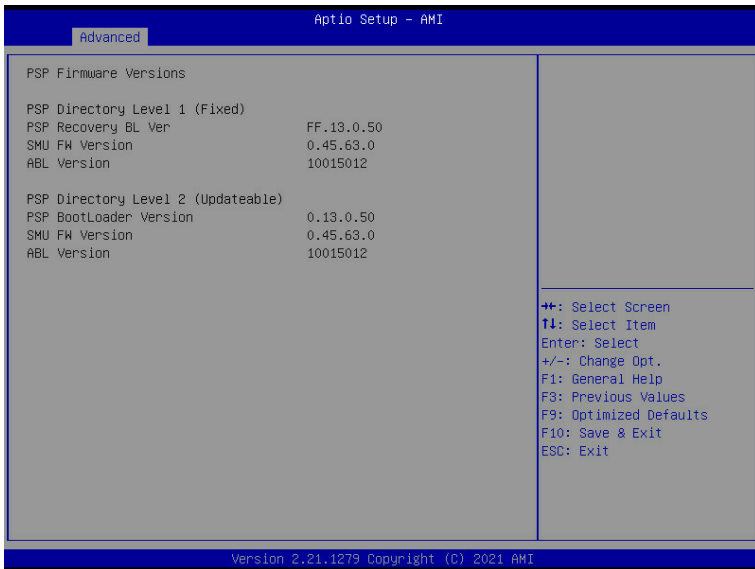 Aptio Setup – AMI
Advanced
PSP Firmware Versions
PSP Directory Level 1 (Fixed)
PSP Recovery BL Ver FF.13.0.50
SMU FW Version 0.45.63.0
ABL Version 10015012
PSP Directory Level 2 (Updateable)
PSP BootLoader Version 0.13.0.50
SMU FW Version 0.45.63.0
ABL Version 10015012
→←: Select Screen
↑↓: Select Item
Enter: Select
+/-: Change Opt.
F1: General Help
F3: Previous Values
F9: Optimized Defaults
F10: Save & Exit
ESC: Exit
Version 2.21.1279 Copyright (C) 2021 AMI